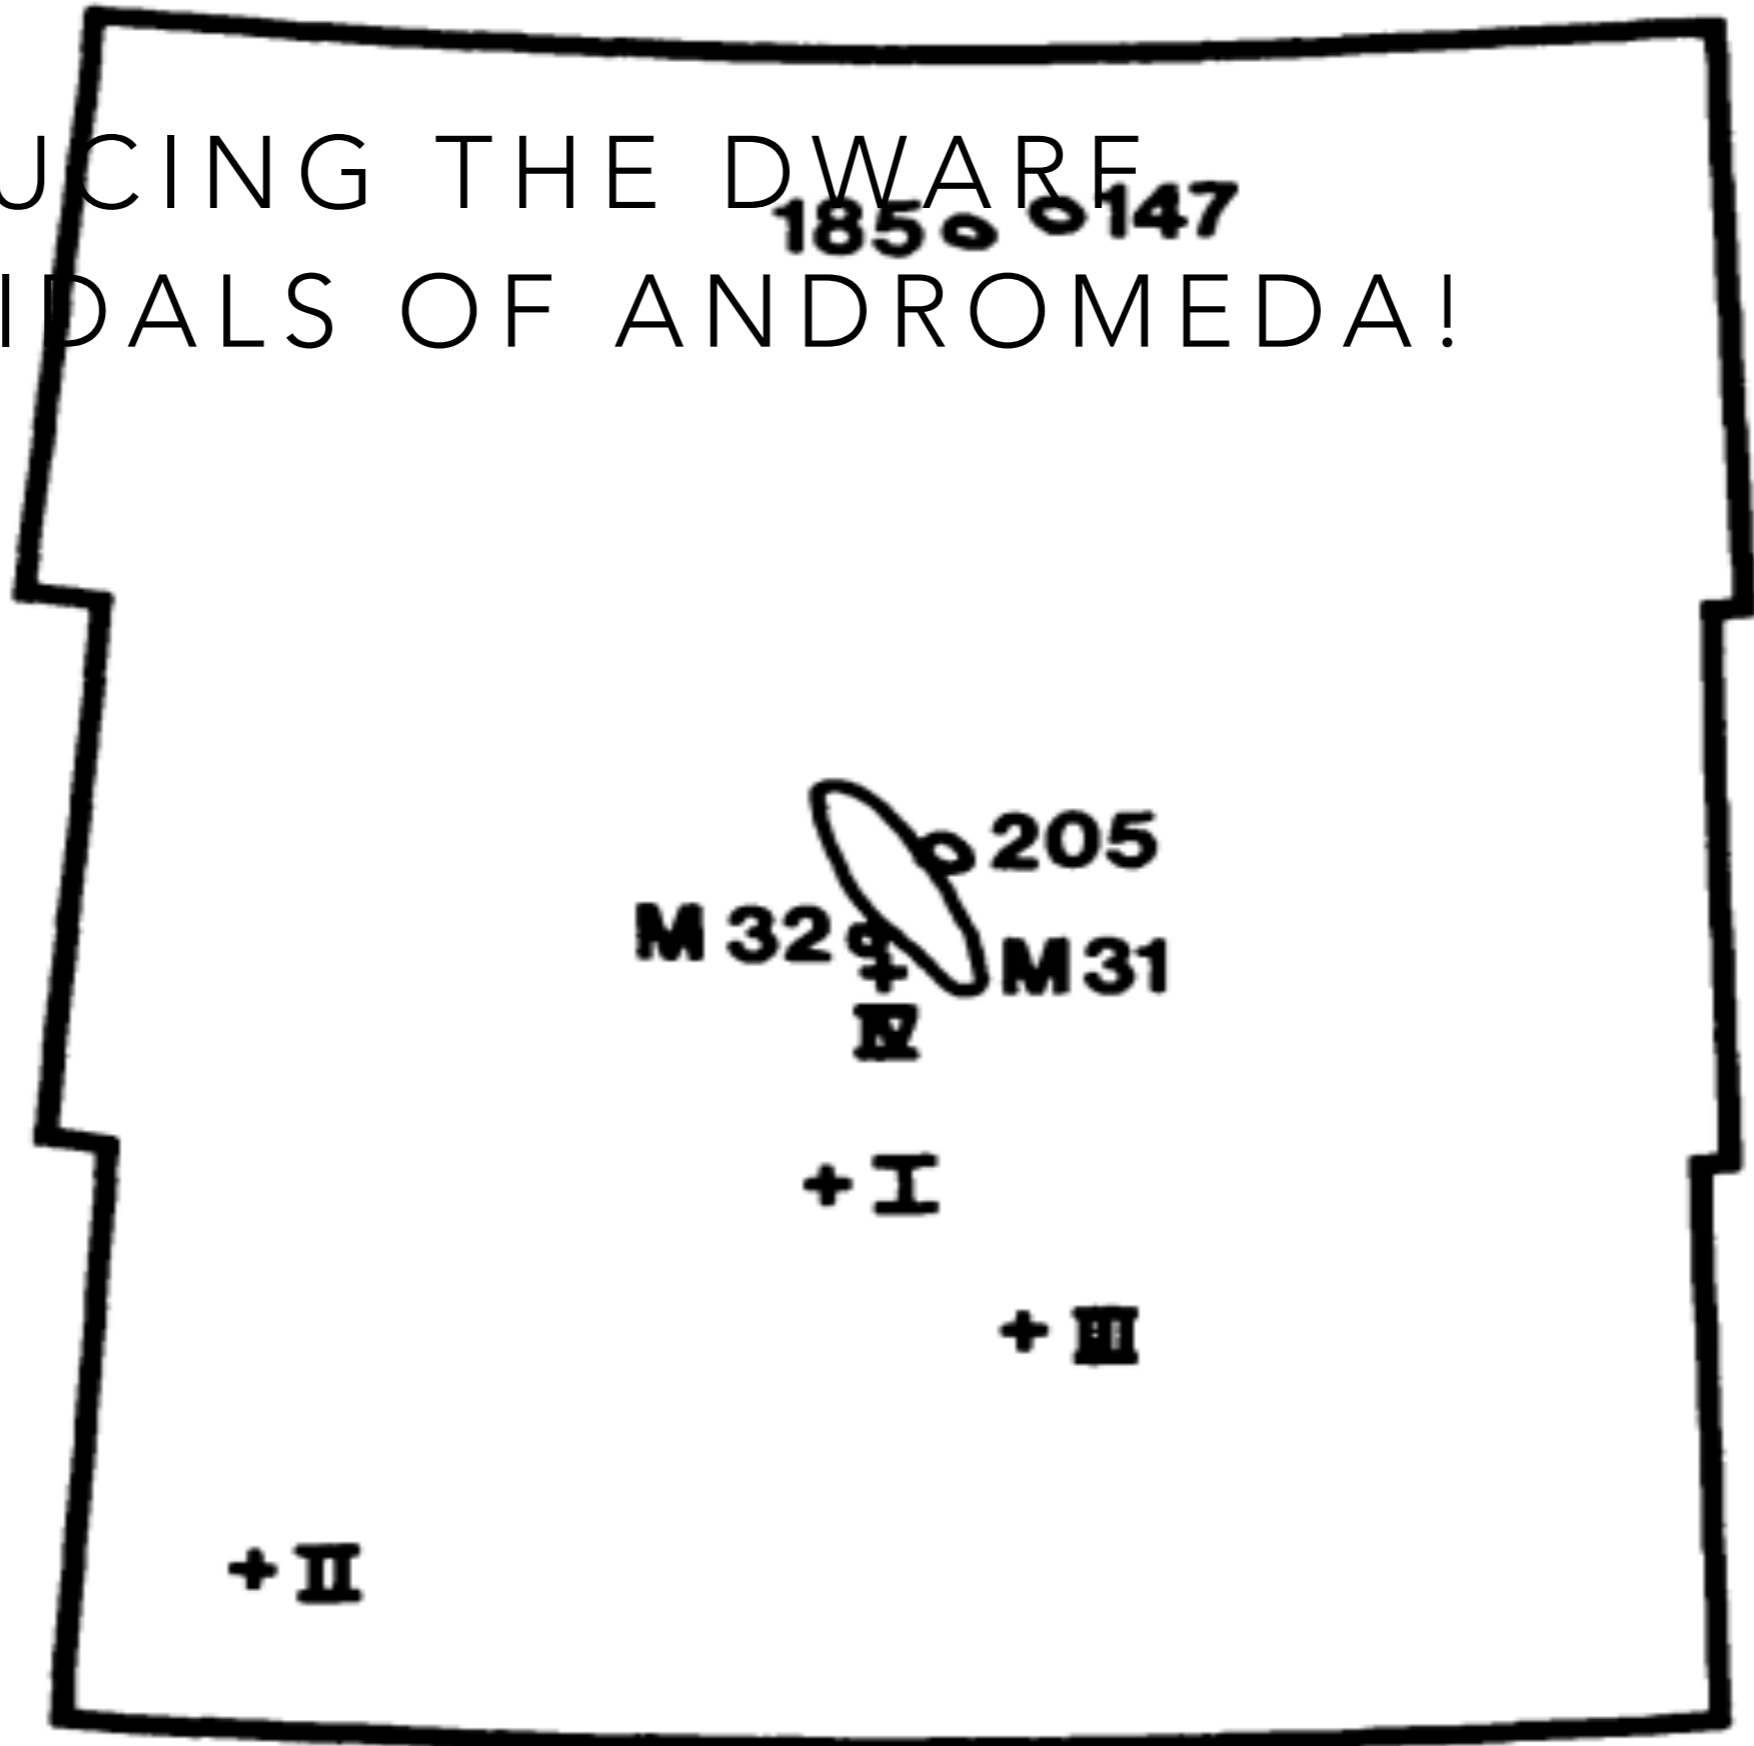 UCING THE DWARF
185 147
IDALS OF ANDROMEDA!
205
M 32
M 31
IV
I
III
II